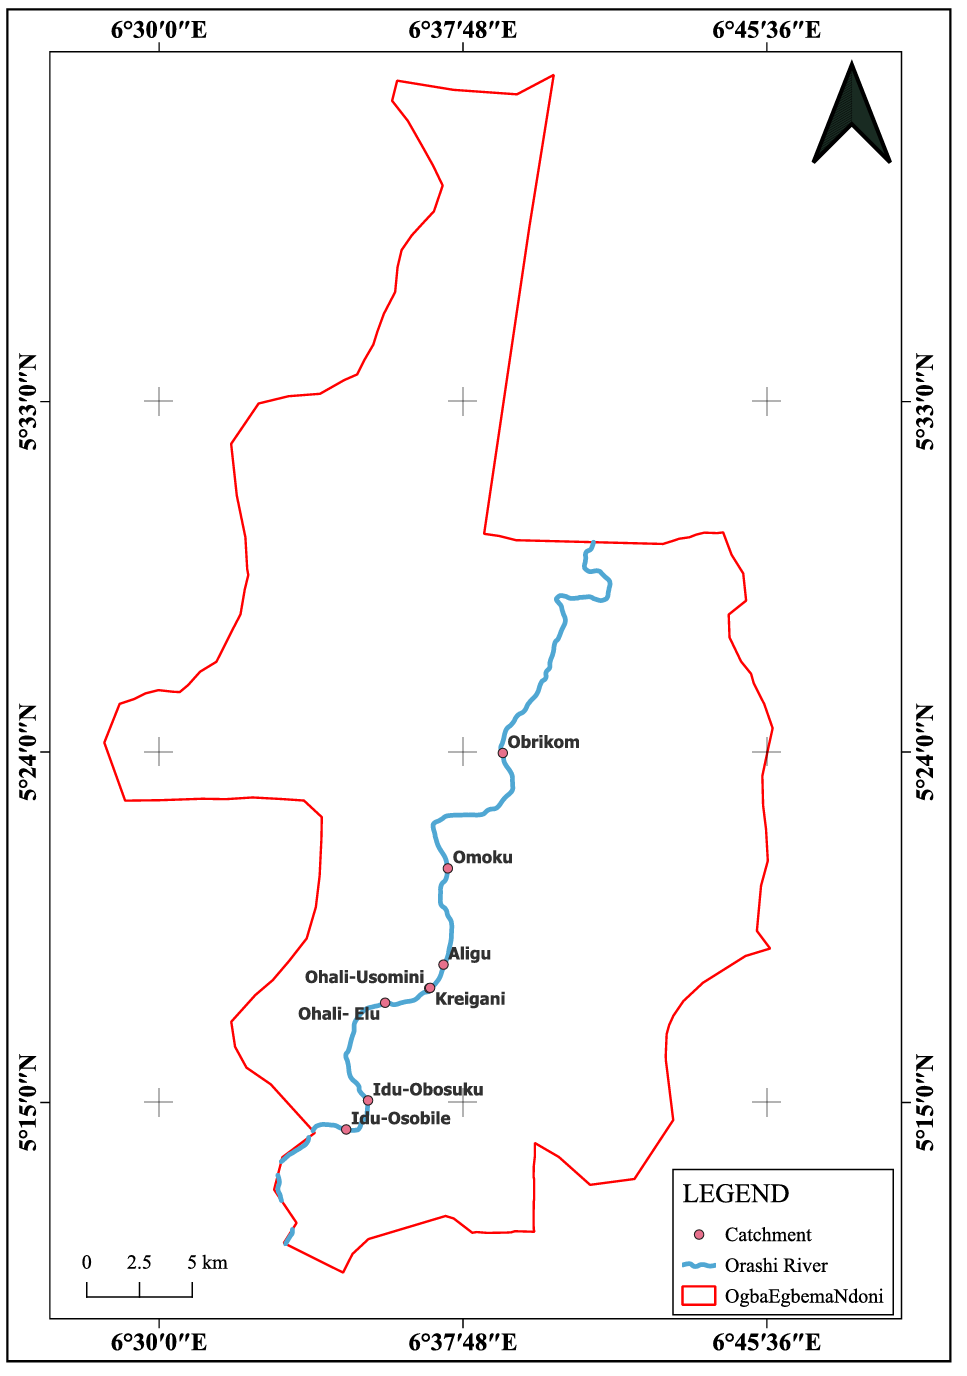 6°30′0″E 6°37′48″E 6°45′36″E
5°33′0″N 5°33′0″N
5°24′0″N 5°24′0″N
Obrikom
Omoku
Aligu
Ohali-Usomini
Kreigani
Ohali- Elu
5°15′0″N 5°15′0″N
Idu-Obosuku
Idu-Osobile
LEGEND
Catchment
Orashi River
OgbaEgbemaNdoni
0 2.5 5 km
6°30′0″E 6°37′48″E 6°45′36″E